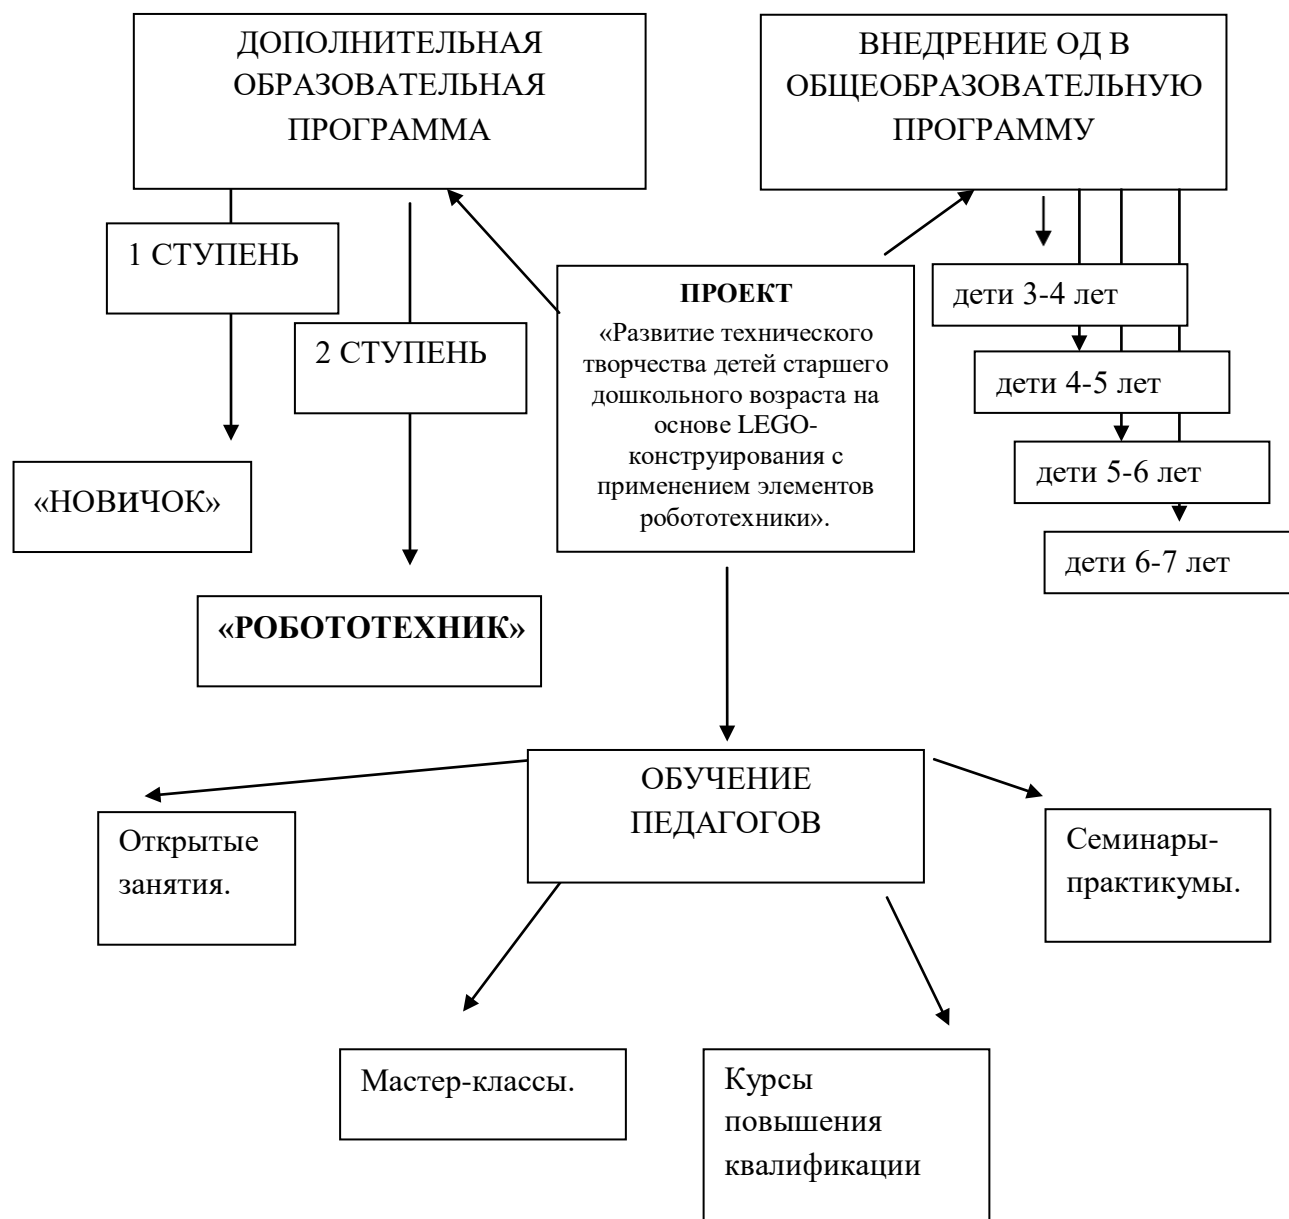 ДОПОЛНИТЕЛЬНАЯ
ОБРАЗОВАТЕЛЬНАЯ
ПРОГРАММА
ВНЕДРЕНИЕ ОД В
ОБЩЕОБРАЗОВАТЕЛЬНУЮ
ПРОГРАММУ
1 СТУПЕНЬ
2 СТУПЕНЬ
«НОВИЧОК»
«РОБОТОТЕХНИК»
ПРОЕКТ
«Развитие технического
творчества детей старшего
дошкольного возраста на
основе LEGO-
конструирования с
применением элементов
робототехники».
дети 3-4 лет
дети 4-5 лет
дети 5-6 лет
дети 6-7 лет
ОБУЧЕНИЕ
ПЕДАГОГОВ
Открытые
занятия.
Мастер-классы.
Курсы
повышения
квалификации
Семинары-
практикумы.